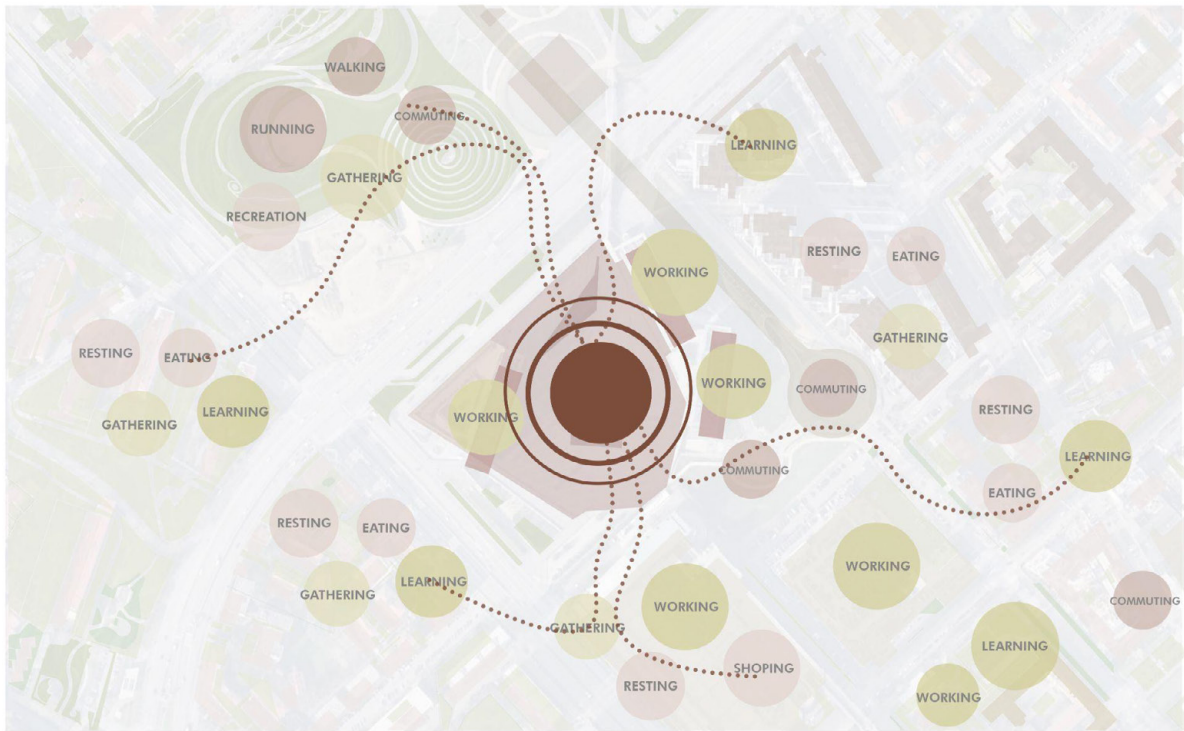 WALKING
COMMUTING
RUNNING
LEARNING
GATHERING
RECREATION
RESTING
EATING
WORKING
GATHERING
RESTING
EATING
WORKING
COMMUTING
LEARNING
RESTING
WORKING
GATHERING
LEARNING
COMMUTING
EATING
RESTING
EATING
WORKING
LEARNING
GATHERING
COMMUTING
WORKING
GATHERING
LEARNING
SHOPING
RESTING
WORKING